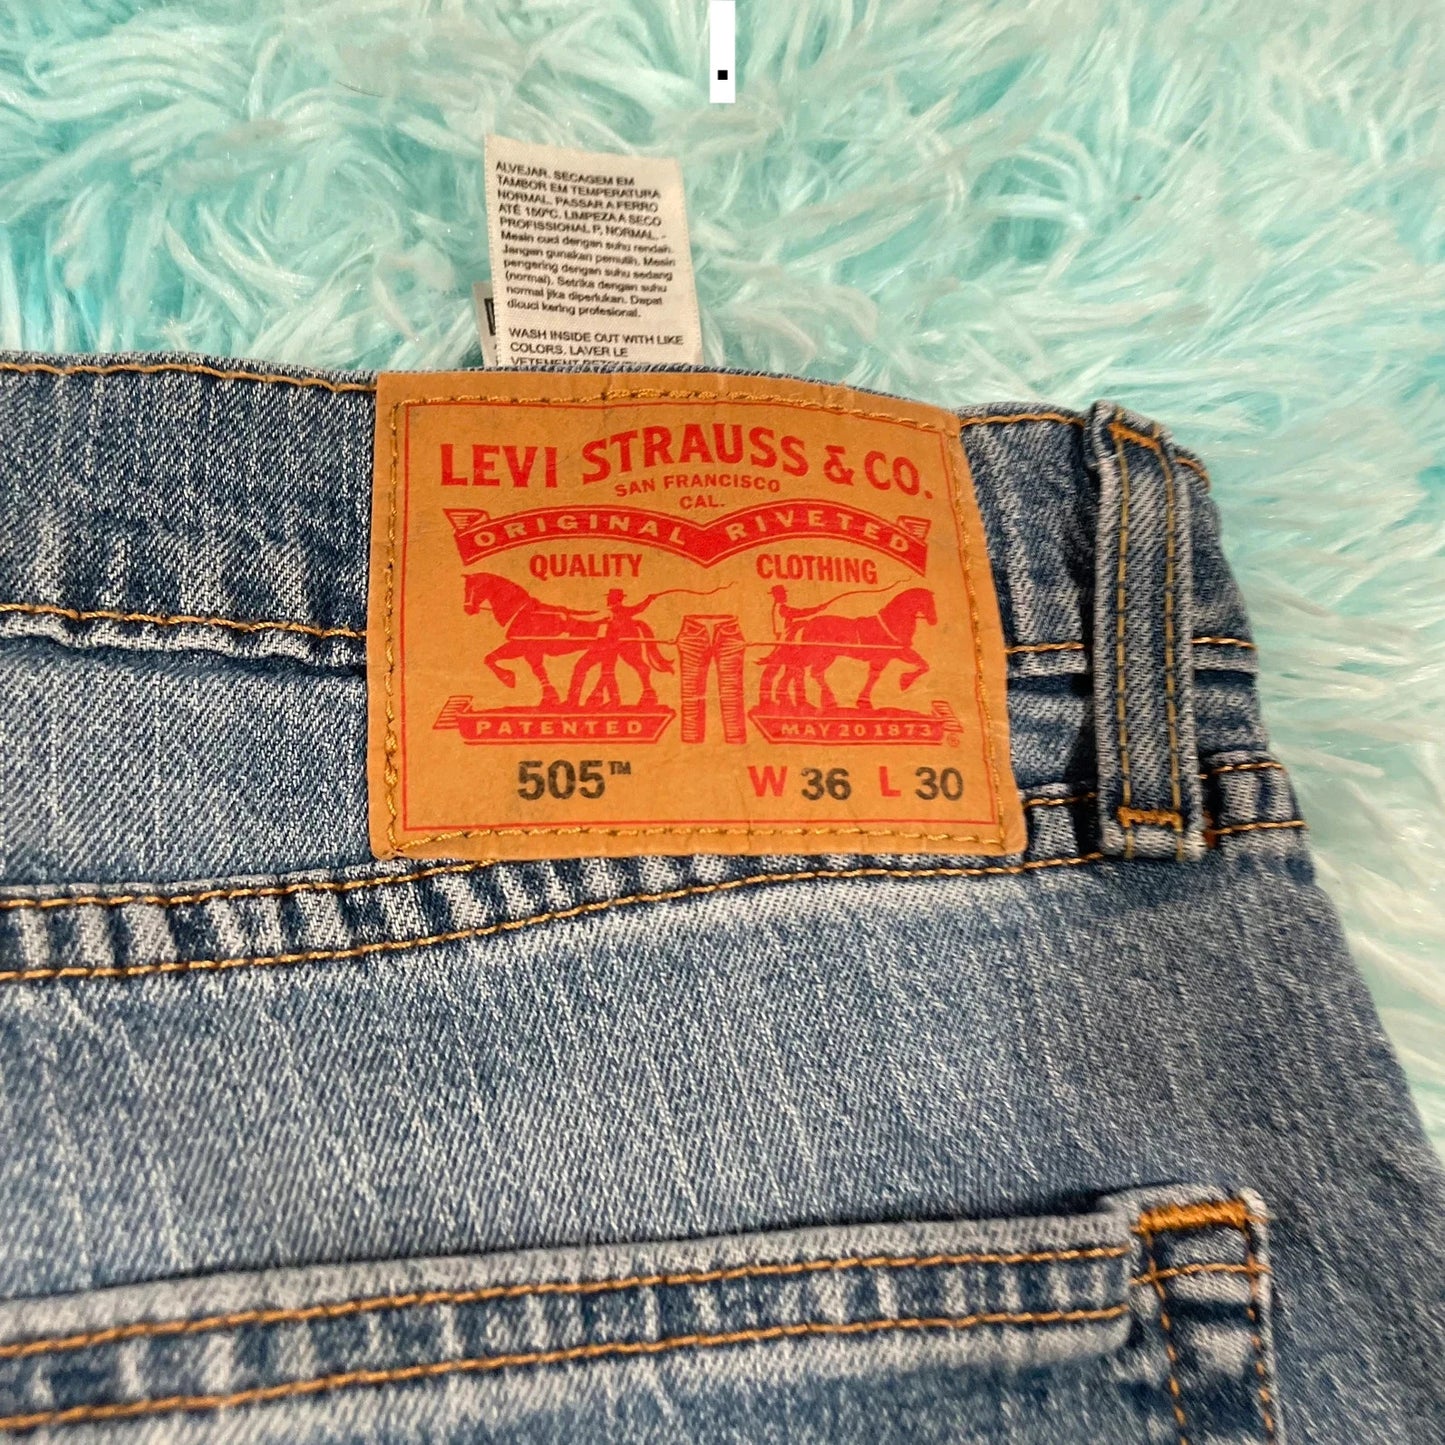 .
ALVEJAR. SECAGEM EM
TAMBOR EM TEMPERATURA
NORMAL. PASSAR A FERRO
ATÉ 150ºC. LIMPEZA A SECO
PROFISSIONAL P, NORMAL. -
Mesin cuci dengan suhu rendah.
Jangan gunakan pemutih. Mesin
pengering dengan suhu sedang
(normal). Setrika dengan suhu
normal jika diperlukan. Dapat
dicuci kering profesional.
WASH INSIDE OUT WITH LIKE
COLORS. LAVER LE
VETEMENT
LEVI STRAUSS & CO.
SAN FRANCISCO
CAL.
ORIGINAL RIVETED
QUALITY CLOTHING
PATENTED MAY 20 1873 ®
505™ W 36 L 30